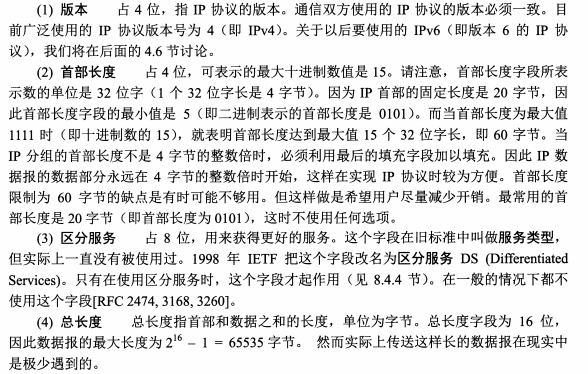 (1) 版本 占 4 位，指 IP 协议的版本。通信双方使用的 IP 协议的版本必须一致。目
前广泛使用的 IP 协议版本号为 4（即 IPv4）。关于以后要使用的 IPv6（即版本 6 的 IP 协
议），我们将在后面的 4.6 节讨论。
(2) 首部长度 占 4 位，可表示的最大十进制数值是 15。请注意，首部长度字段所表
示数的单位是 32 位字（1 个 32 位字长是 4 字节）。因为 IP 首部的固定长度是 20 字节，因
此首部长度字段的最小值是 5（即二进制表示的首部长度是 0101）。而当首部长度为最大值
1111 时（即十进制数的 15），就表明首部长度达到最大值 15 个 32 位字长，即 60 字节。当
IP 分组的首部长度不是 4 字节的整数倍时，必须利用最后的填充字段加以填充。因此 IP 数
据报的数据部分永远在 4 字节的整数倍时开始，这样在实现 IP 协议时较为方便。首部长度
限制为 60 字节的缺点是有时可能不够用。但这样做是希望用户尽量减少开销。最常用的首
部长度是 20 字节（即首部长度为 0101），这时不使用任何选项。
(3) 区分服务 占 8 位，用来获得更好的服务。这个字段在旧标准中叫做服务类型，
但实际上一直没有被使用过。1998 年 IETF 把这个字段改名为区分服务 DS (Differentiated
Services)。只有在使用区分服务时，这个字段才起作用（见 8.4.4 节）。在一般的情况下都不
使用这个字段[RFC 2474, 3168, 3260]。
(4) 总长度 总长度指首部和数据之和的长度，单位为字节。总长度字段为 16 位，
因此数据报的最大长度为 2¹⁶ – 1 = 65535 字节。 然而实际上传送这样长的数据报在现实中
是极少遇到的。